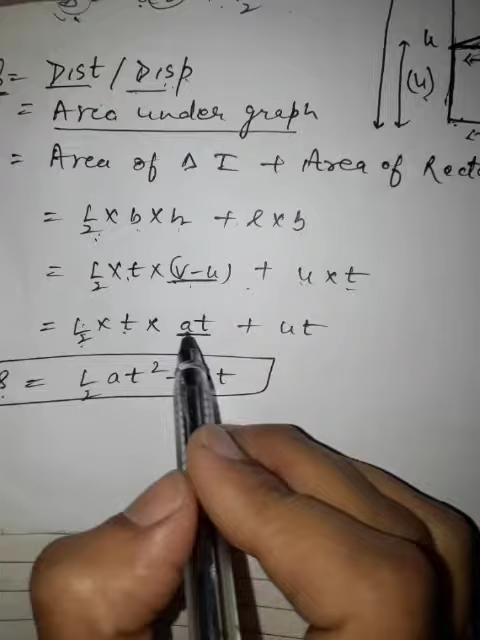 2
S = Dist / Disp
= Area under graph
= Area of Δ I + Area of Rect
= 1/2 × b × h + l × b
= 1/2 × t × (v-u) + u × t
= 1/2 × t × at + ut
S = 1/2 at² t
u
(u)